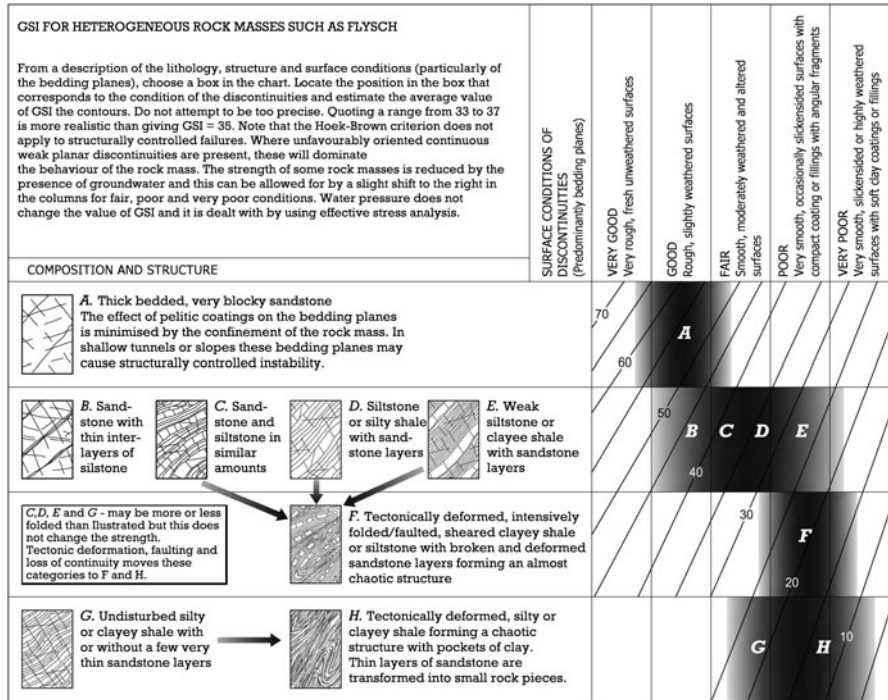 GSI FOR HETEROGENEOUS ROCK MASSES SUCH AS FLYSCH
From a description of the lithology, structure and surface conditions (particularly of
the bedding planes), choose a box in the chart. Locate the position in the box that
corresponds to the condition of the discontinuities and estimate the average value
of GSI the contours. Do not attempt to be too precise. Quoting a range from 33 to 37
is more realistic than giving GSI = 35. Note that the Hoek-Brown criterion does not
apply to structurally controlled failures. Where unfavourably oriented continuous
weak planar discontinuities are present, these will dominate
the behaviour of the rock mass. The strength of some rock masses is reduced by the
presence of groundwater and this can be allowed for by a slight shift to the right in
the columns for fair, poor and very poor conditions. Water pressure does not
change the value of GSI and it is dealt with by using effective stress analysis.
COMPOSITION AND STRUCTURE
SURFACE CONDITIONS OF
DISCONTINUITIES
(Predominantly bedding planes)
VERY GOOD
Very rough, fresh unweathered surfaces
GOOD
Rough, slightly weathered surfaces
FAIR
Smooth, moderately weathered and altered
surfaces
POOR
Very smooth, occasionally slickensided surfaces with
compact coating or fillings with angular fragments
VERY POOR
Very smooth, slickensided or highly weathered
surfaces with soft clay coatings or fillings
A. Thick bedded, very blocky sandstone
The effect of pelitic coatings on the bedding planes
is minimised by the confinement of the rock mass. In
shallow tunnels or slopes these bedding planes may
cause structurally controlled instability.
70
60
A
B. Sand-
stone with
thin inter-
layers of
silstone
C. Sand-
stone and
siltstone in
similar
amounts
D. Siltstone
or silty shale
with sand-
stone layers
E. Weak
siltstone or
clayee shale
with sandstone
layers
50
40
B
C
D
E
C,D, E and G - may be more or less
folded than Ilustrated but this does
not change the strength.
Tectonic deformation, faulting and
loss of continuity moves these
categories to F and H.
F. Tectonically deformed, intensively
folded/faulted, sheared clayey shale
or siltstone with broken and deformed
sandstone layers forming an almost
chaotic structure
30
20
F
G. Undisturbed silty
or clayey shale with
or without a few very
thin sandstone layers
H. Tectonically deformed, silty or
clayey shale forming a chaotic
structure with pockets of clay.
Thin layers of sandstone are
transformed into small rock pieces.
G
H
10